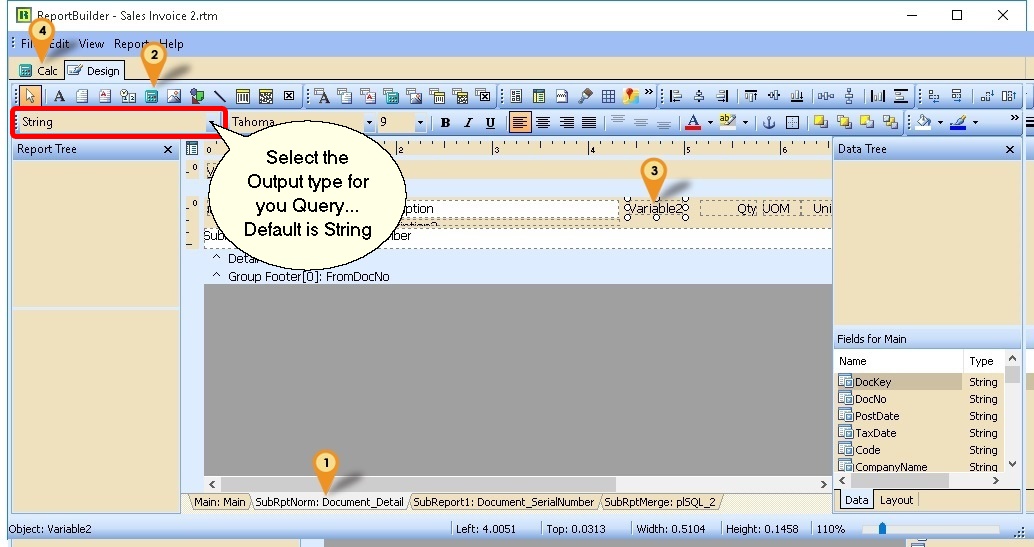 ReportBuilder - Sales Invoice 2.rtm
4
File Edit View Report Help
2
Calc Design
String Tahoma 9 B I U
Report Tree Data Tree
Select the
Output type for
you Query...
Default is String
3
Variable2 Qty UOM Uni
Group Footer[0]: FromDocNo
Fields for Main
Name Type
DocKey String
DocNo String
PostDate String
TaxDate String
Code String
CompanyName String
1
Main: Main SubRptNorm: Document_Detail SubReport1: Document_SerialNumber SubRptMerge: plSQL_2
Data Layout
Object: Variable2 Left: 4.0051 Top: 0.0313 Width: 0.5104 Height: 0.1458 110%